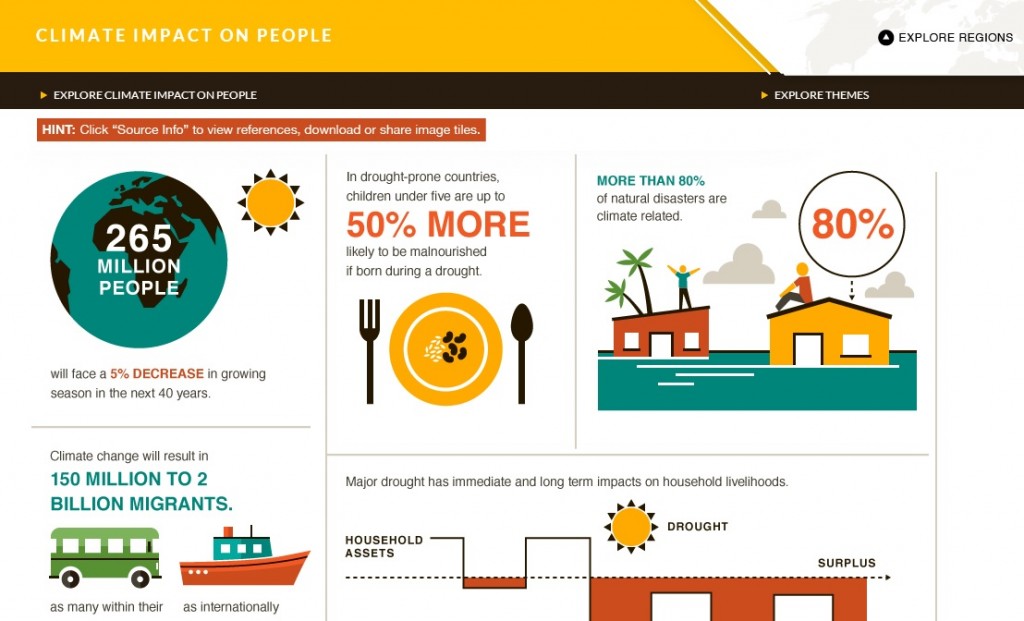 CLIMATE IMPACT ON PEOPLE
EXPLORE REGIONS
EXPLORE CLIMATE IMPACT ON PEOPLE
EXPLORE THEMES
HINT: Click “Source Info” to view references, download or share image tiles.
265
MILLION
PEOPLE
will face a 5% DECREASE in growing
season in the next 40 years.
In drought-prone countries,
children under five are up to
50% MORE
likely to be malnourished
if born during a drought.
MORE THAN 80%
of natural disasters are
climate related.
80%
Climate change will result in
150 MILLION TO 2
BILLION MIGRANTS.
as many within their
as internationally
Major drought has immediate and long term impacts on household livelihoods.
DROUGHT
HOUSEHOLD
ASSETS
SURPLUS